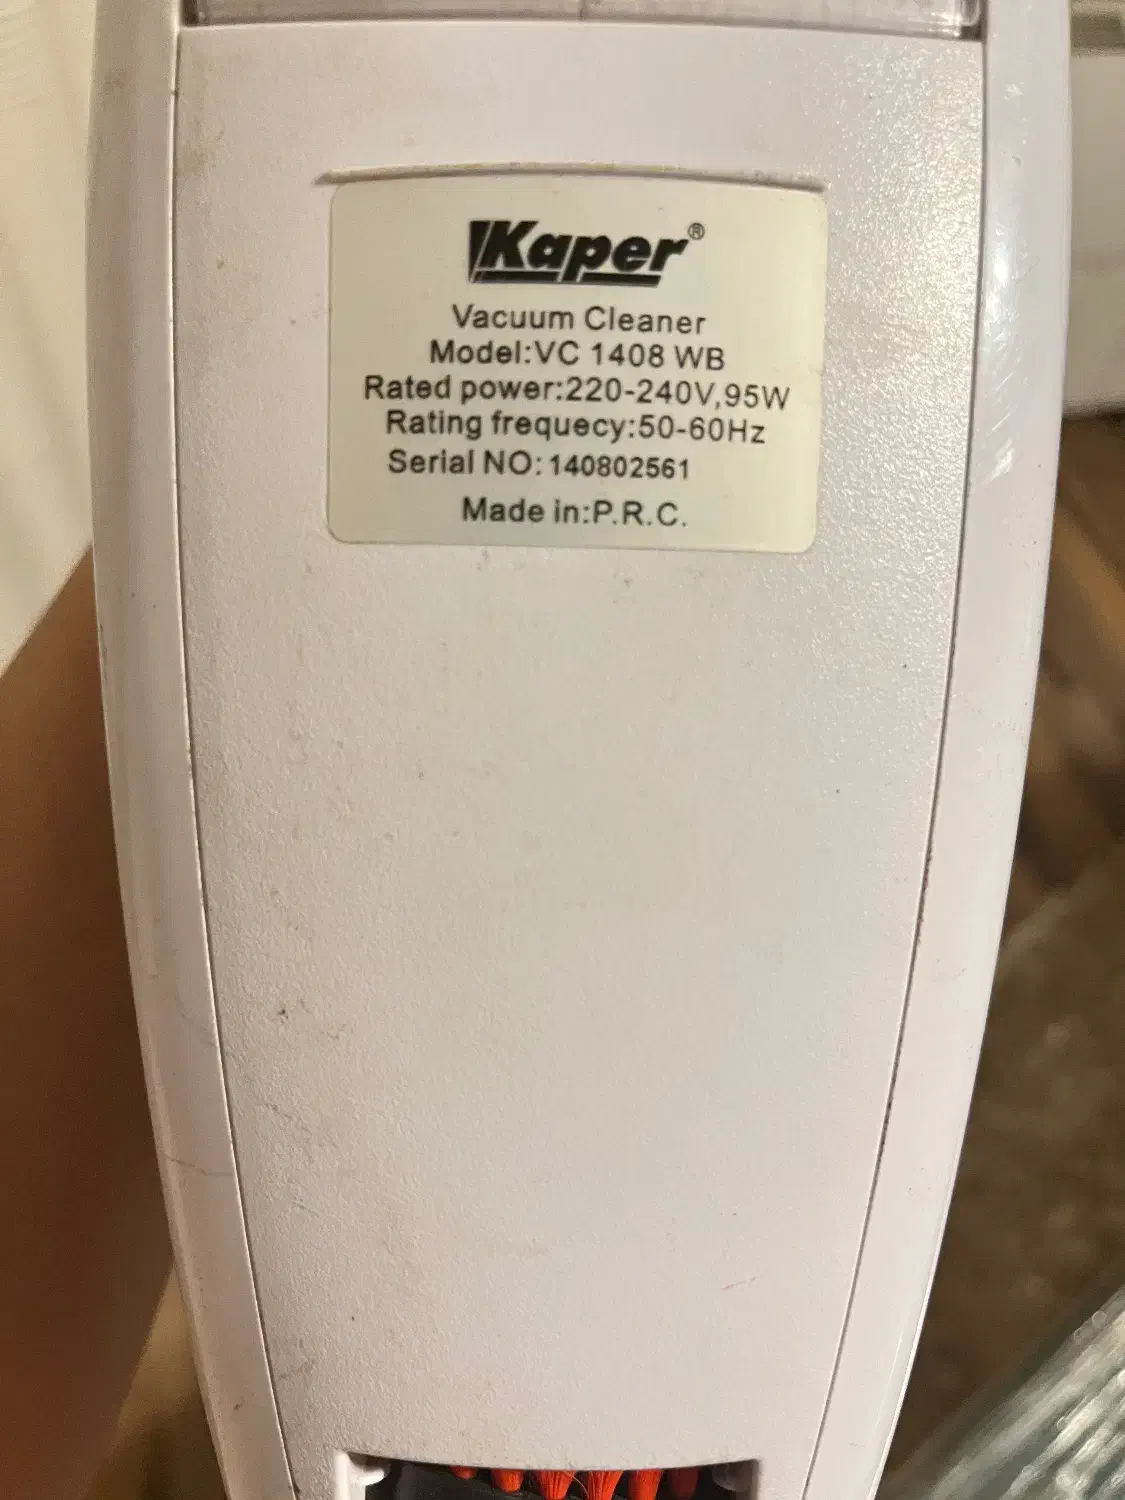 Kaper®
Vacuum Cleaner
Model:VC 1408 WB
Rated power:220-240V,95W
Rating frequecy:50-60Hz
Serial NO:140802561
Made in:P.R.C.